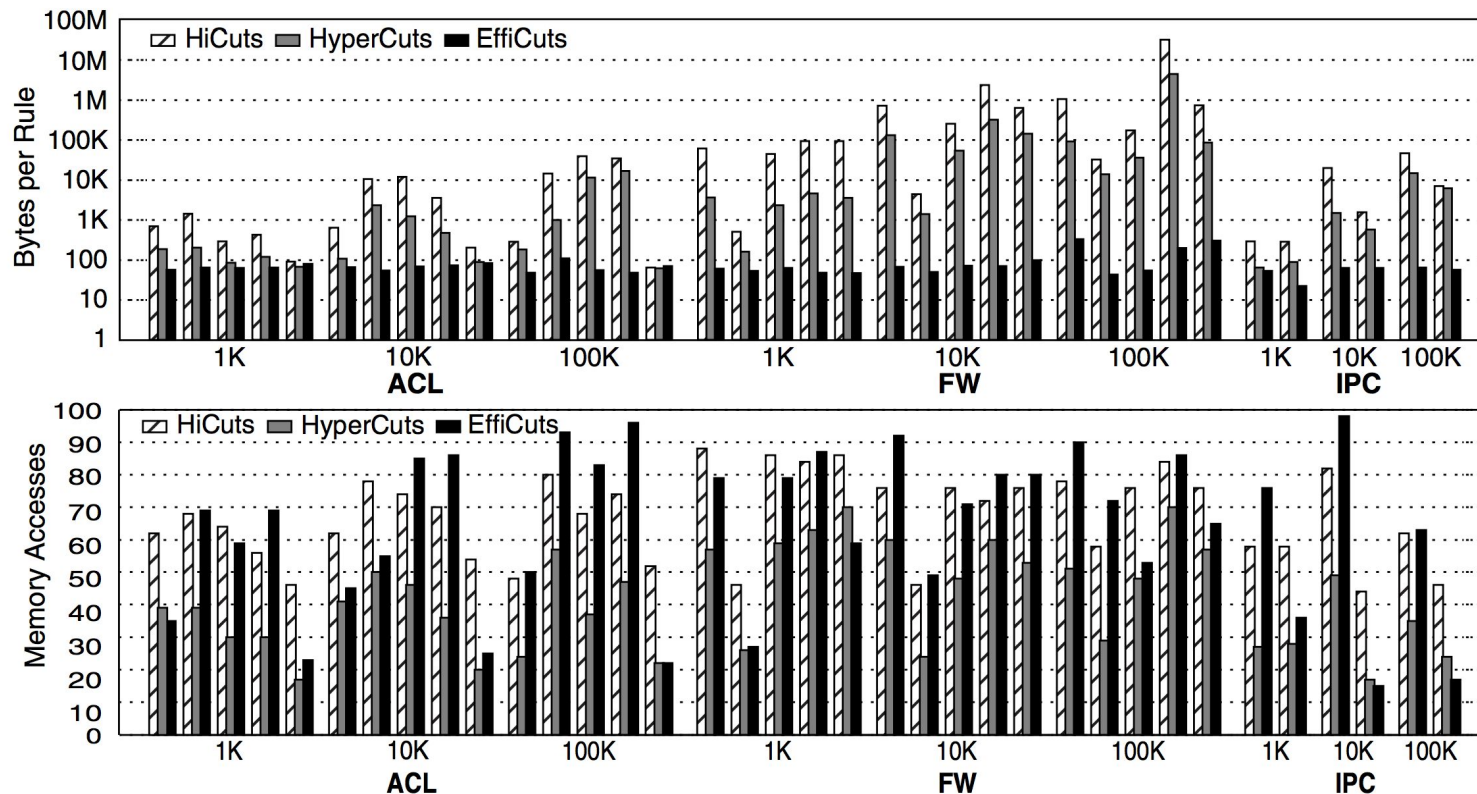 Bytes per Rule
100M
10M
1M
100K
10K
1K
100
10
1
HiCuts HyperCuts EffiCuts
1K 10K 100K 1K 10K 100K 1K 10K 100K
ACL FW IPC
Memory Accesses
100
90
80
70
60
50
40
30
20
10
0
HiCuts HyperCuts EffiCuts
1K 10K 100K 1K 10K 100K 1K 10K 100K
ACL FW IPC